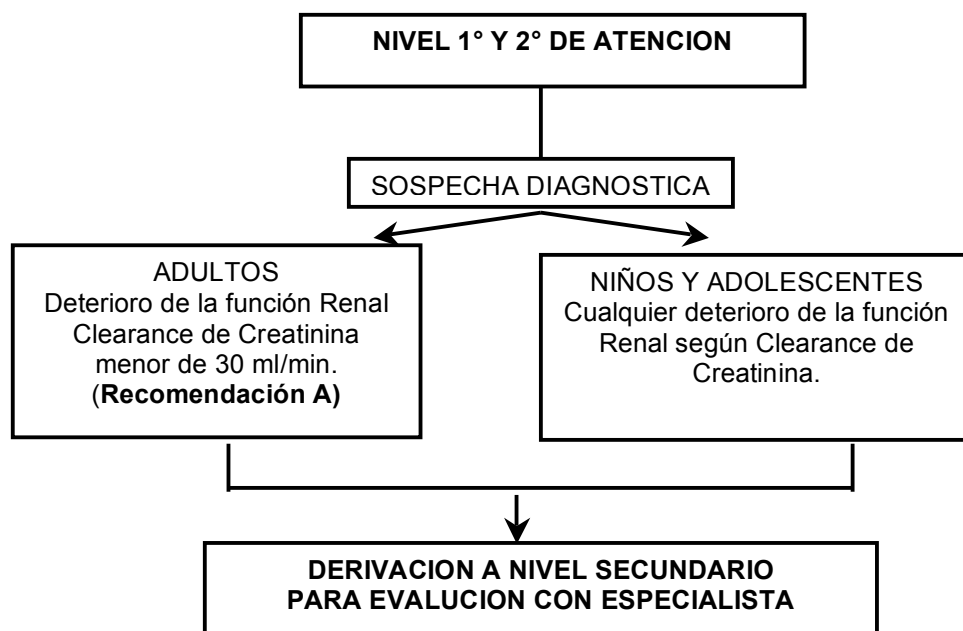 NIVEL 1° Y 2° DE ATENCION
SOSPECHA DIAGNOSTICA
ADULTOS
Deterioro de la función Renal
Clearance de Creatinina
menor de 30 ml/min.
(Recomendación A)
NIÑOS Y ADOLESCENTES
Cualquier deterioro de la función
Renal según Clearance de
Creatinina.
DERIVACION A NIVEL SECUNDARIO
PARA EVALUCION CON ESPECIALISTA